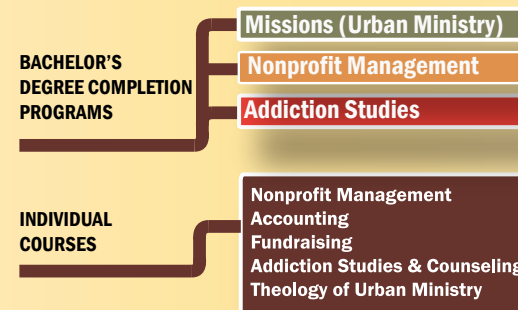 BACHELOR'S
DEGREE COMPLETION
PROGRAMS
Missions (Urban Ministry)
Nonprofit Management
Addiction Studies
INDIVIDUAL
COURSES
Nonprofit Management
Accounting
Fundraising
Addiction Studies & Counseling
Theology of Urban Ministry